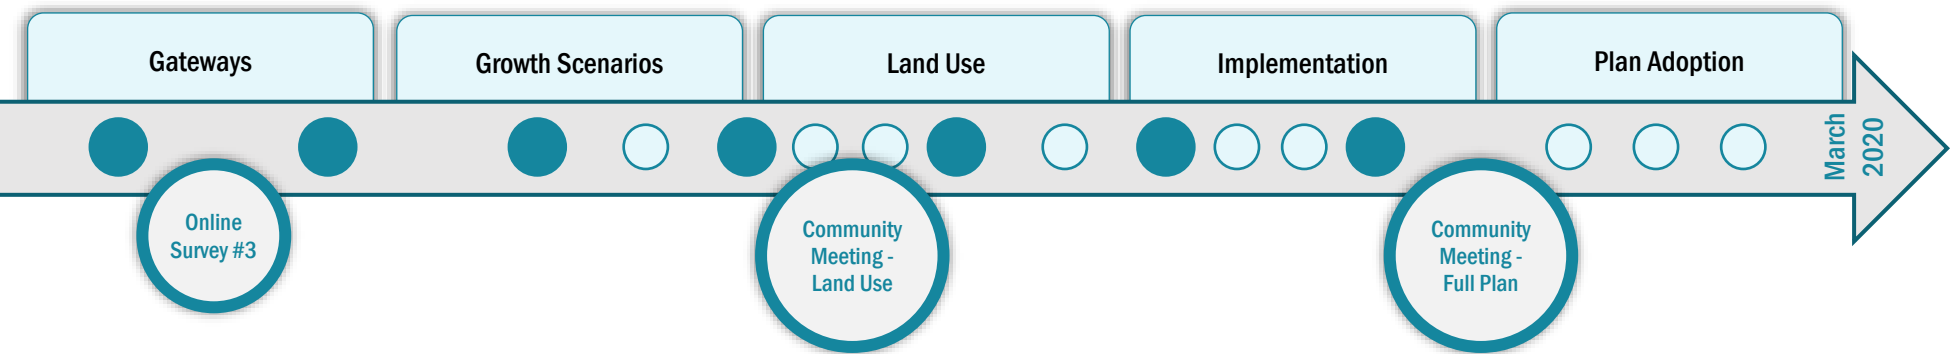 Gateways
Growth Scenarios
Land Use
Implementation
Plan Adoption
March
2020
Online
Survey #3
Community
Meeting -
Land Use
Community
Meeting -
Full Plan